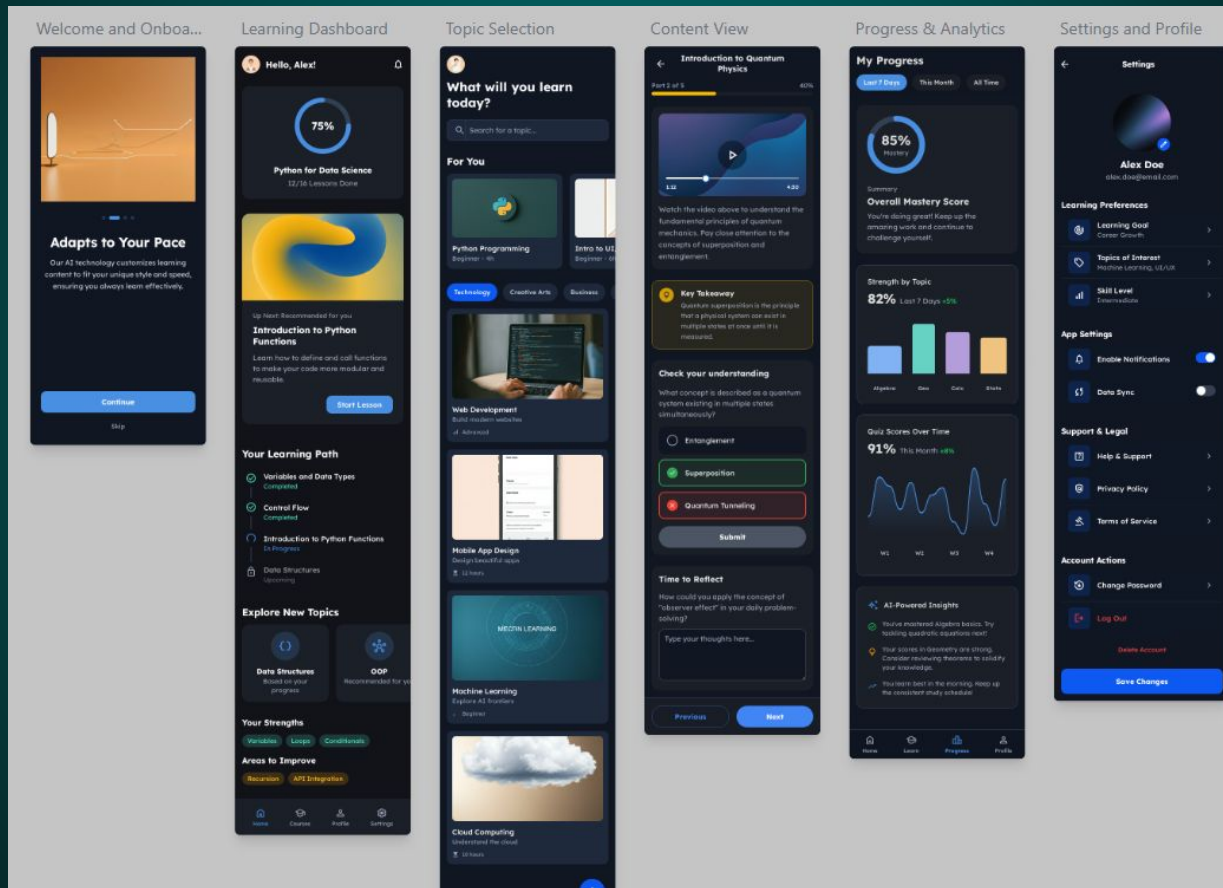 Welcome and Onboa...
Adapts to Your Pace
Our AI technology customizes learning
content to fit your unique style and speed,
ensuring you always learn effectively.
Continue
Skip
Learning Dashboard
Hello, Alex!
75%
Python for Data Science
12/16 Lessons Done
Up Next: Recommended for you
Introduction to Python
Functions
Learn how to define and call functions
to make your code more modular and
reusable.
Start Lesson
Your Learning Path
Variables and Data Types
Completed
Control Flow
Completed
Introduction to Python Functions
In Progress
Data Structures
Upcoming
Explore New Topics
Data Structures
Based on your
progress
OOP
Recommended for yo
Your Strengths
Variables
Loops
Conditionals
Areas to Improve
Recursion
API Integration
Home
Courses
Profile
Settings
Topic Selection
What will you learn
today?
Search for a topic...
For You
Python Programming
Beginner · 4h
Intro to UI
Beginner · 6h
Technology
Creative Arts
Business
Web Development
Build modern websites
Advanced
Mobile App Design
Design beautiful apps
12 hours
LEARNING
Machine Learning
Explore AI frontiers
Beginner
Cloud Computing
Understand the cloud
10 hours
Content View
Introduction to Quantum
Physics
Part 2 of 5
40%
1:12
4:30
Watch the video above to understand the
fundamental principles of quantum
mechanics. Pay close attention to the
concepts of superposition and
entanglement.
Key Takeaway
Quantum superposition is the principle
that a physical system can exist in
multiple states at once until it is
measured.
Check your understanding
What concept is described as a quantum
system existing in multiple states
simultaneously?
Entanglement
Superposition
Quantum Tunneling
Submit
Time to Reflect
How could you apply the concept of
"observer effect" in your daily problem-
solving?
Type your thoughts here...
Previous
Next
Progress & Analytics
My Progress
Last 7 Days
This Month
All Time
85%
Mastery
Summary
Overall Mastery Score
You're doing great! Keep up the
amazing work and continue to
challenge yourself.
Strength by Topic
82% Last 7 Days +5%
Algebra
Geo
Calc
Stats
Quiz Scores Over Time
91% This Month +8%
W1
W2
W3
W4
AI-Powered Insights
You've mastered Algebra basics. Try
tackling quadratic equations next!
Your scores in Geometry are strong.
Consider reviewing theorems to solidify
your knowledge.
You learn best in the morning. Keep up
the consistent study schedule!
Home
Learn
Progress
Profile
Settings and Profile
Settings
Alex Doe
alex.doe@email.com
Learning Preferences
Learning Goal
Career Growth
Topics of Interest
Machine Learning, UI/UX
Skill Level
Intermediate
App Settings
Enable Notifications
Data Sync
Support & Legal
Help & Support
Privacy Policy
Terms of Service
Account Actions
Change Password
Log Out
Delete Account
Save Changes